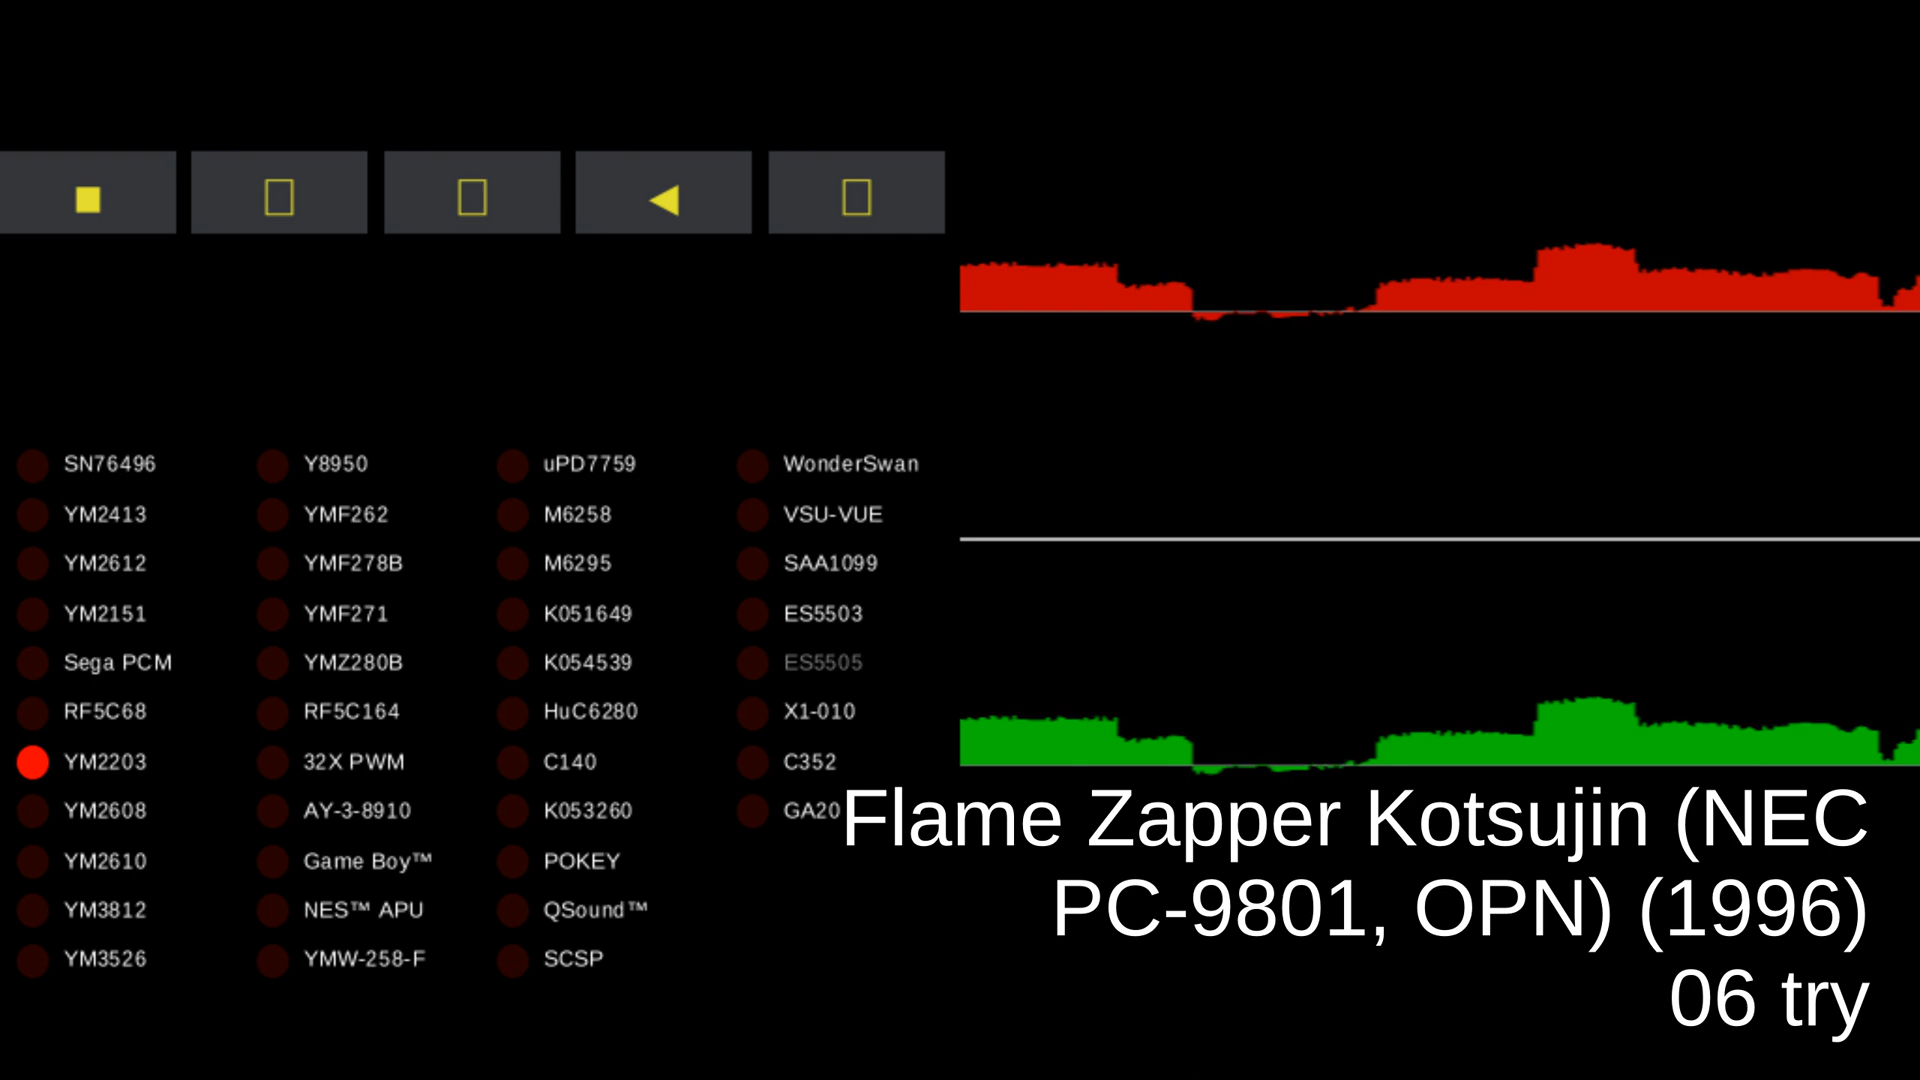 SN76496
YM2413
YM2612
YM2151
Sega PCM
RF5C68
YM2203
YM2608
YM2610
YM3812
YM3526
Y8950
YMF262
YMF278B
YMF271
YMZ280B
RF5C164
32X PWM
AY-3-8910
Game Boy™
NES™ APU
YMW-258-F
uPD7759
M6258
M6295
K051649
K054539
HuC6280
C140
K053260
POKEY
QSound™
SCSP
WonderSwan
VSU-VUE
SAA1099
ES5503
ES5505
X1-010
C352
GA20
Flame Zapper Kotsujin (NEC
PC-9801, OPN) (1996)
06 try